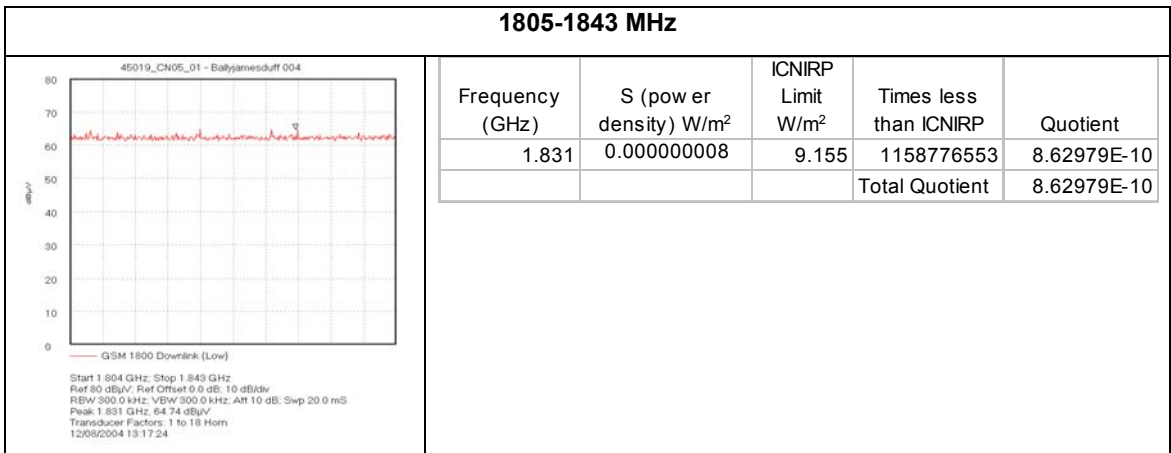 1805-1843 MHz
45019_CN05_01 - Ballyjamesduff 004
80
70
60
50
40
30
20
10
0
dBµV
GSM 1800 Downlink (Low)
Start 1.804 GHz; Stop 1.843 GHz
Ref 80 dBµV; Ref Offset 0.0 dB; 10 dB/div
RBW 300.0 kHz; VBW 300.0 kHz; Att 10 dB; Swp 20.0 mS
Peak 1.831 GHz, 64.74 dBµV
Transducer Factors: 1 to 18 Horn
12/08/2004 13:17:24
Frequency (GHz) S (pow er density) W/m² ICNIRP Limit W/m² Times less than ICNIRP Quotient
1.831 0.000000008 9.155 1158776553 8.62979E-10
Total Quotient 8.62979E-10